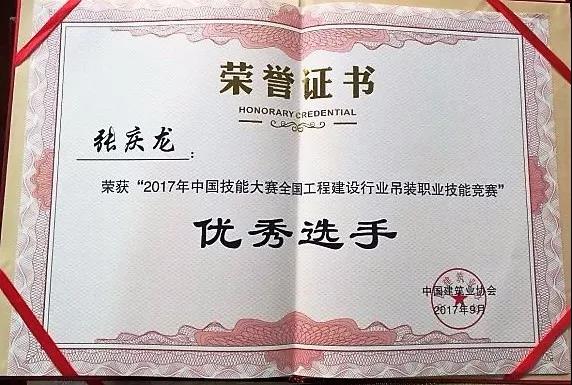 荣誉证书
HONORARY CREDENTIAL
张庆龙:
荣获“2017年中国技能大赛全国工程建设行业吊装职业技能竞赛”
优秀选手
中国建筑业协会
2017年9月